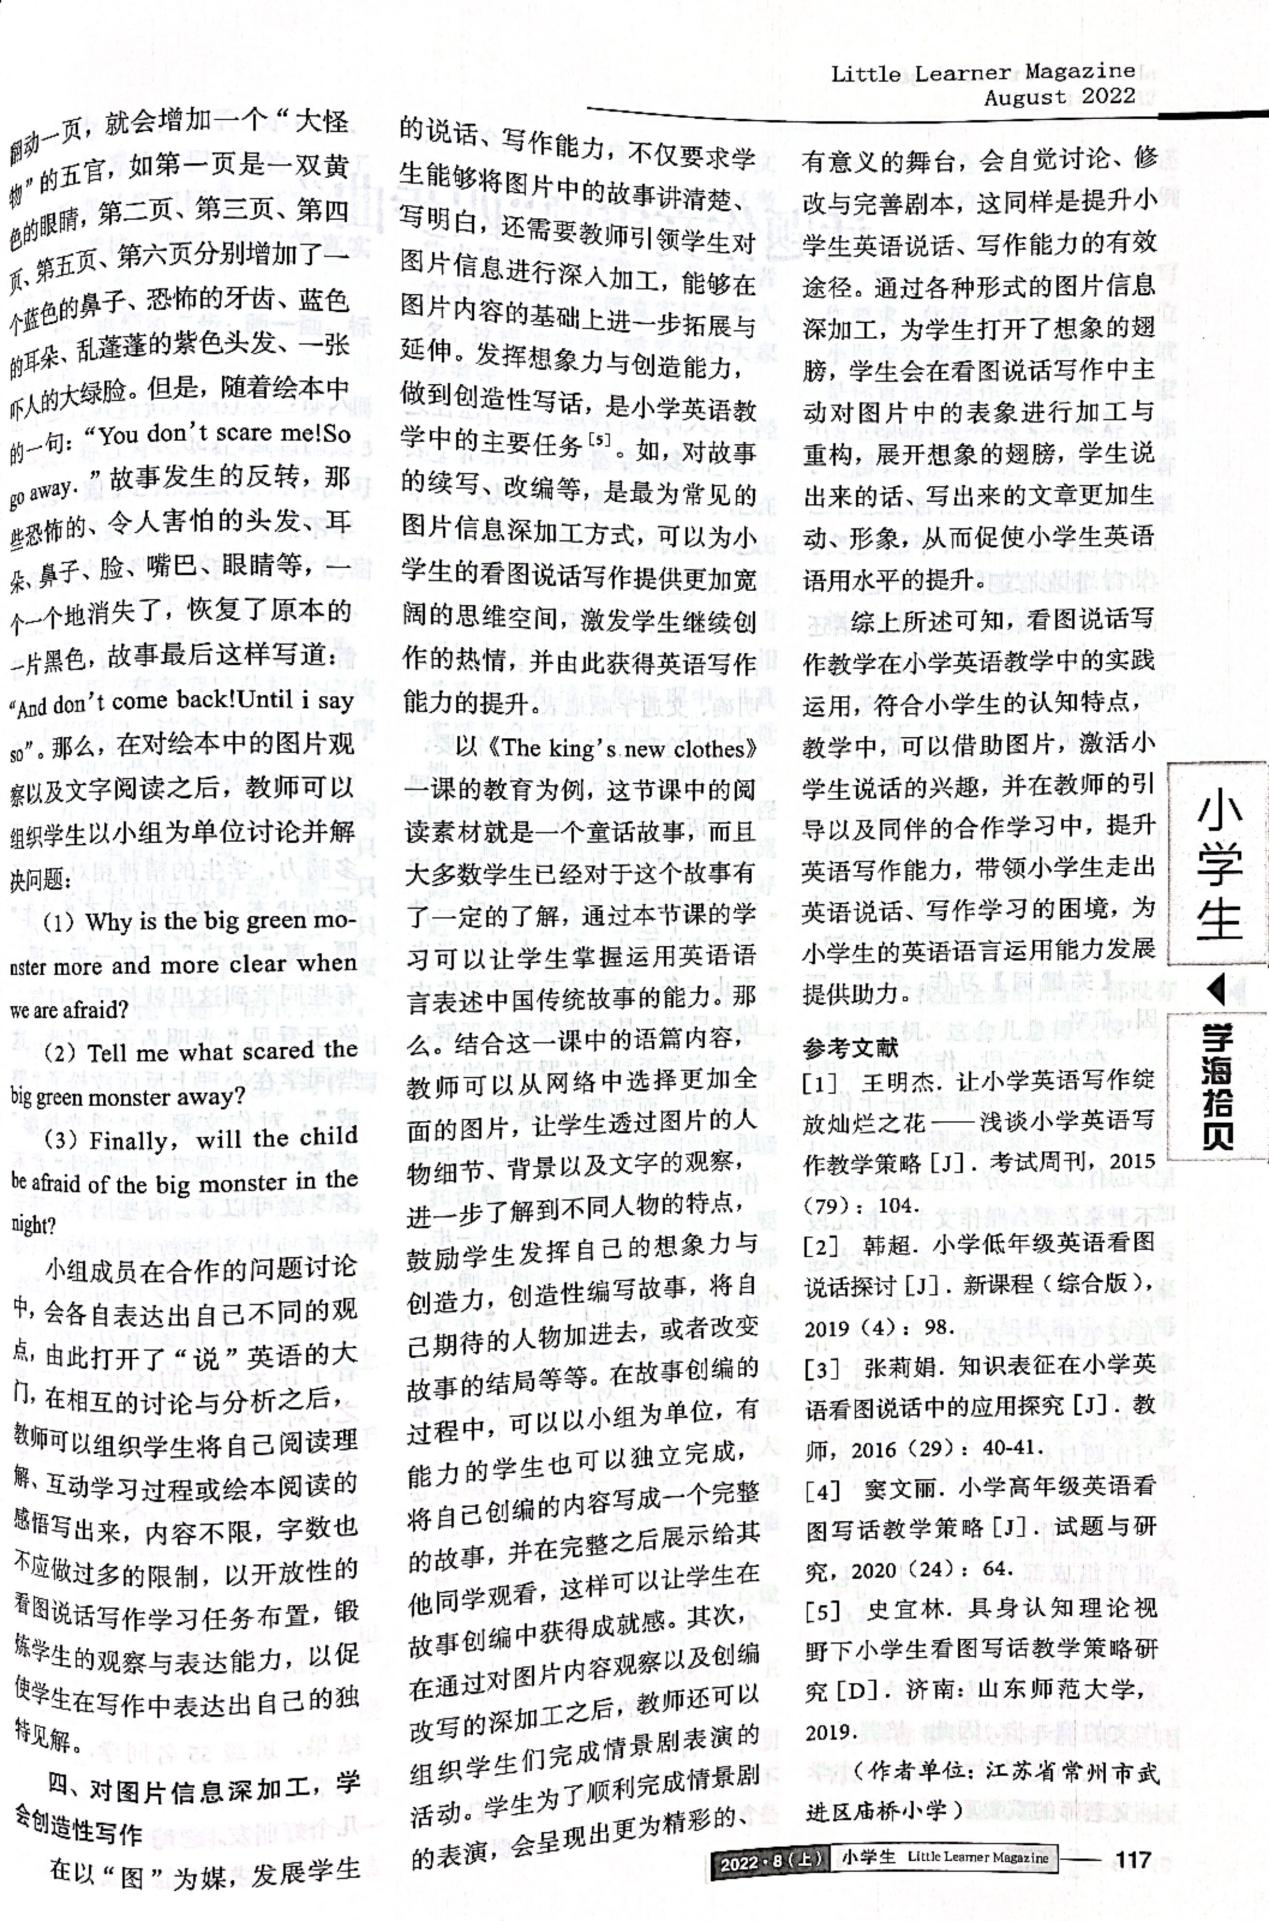 Little Learner Magazine
August 2022
翻动一页，就会增加一个“大怪
物”的五官，如第一页是一双黄
色的眼睛，第二页、第三页、第四
页、第五页、第六页分别增加了一
个蓝色的鼻子、恐怖的牙齿、蓝色
的耳朵、乱蓬蓬的紫色头发、一张
吓人的大绿脸。但是，随着绘本中
的一句：“You don't scare me!So
go away．”故事发生的反转，那
些恐怖的、令人害怕的头发、耳
朵、鼻子、脸、嘴巴、眼睛等，一
个一个地消失了，恢复了原本的
一片黑色，故事最后这样写道：
“And don't come back!Until i say
so”。那么，在对绘本中的图片观
察以及文字阅读之后，教师可以
组织学生以小组为单位讨论并解
决问题：
(1) Why is the big green mo-
nster more and more clear when
we are afraid?
(2) Tell me what scared the
big green monster away?
(3) Finally, will the child
be afraid of the big monster in the
night?
小组成员在合作的问题讨论
中，会各自表达出自己不同的观
点，由此打开了“说”英语的大
门，在相互的讨论与分析之后，
教师可以组织学生将自己阅读理
解、互动学习过程或绘本阅读的
感悟写出来，内容不限，字数也
不应做过多的限制，以开放性的
看图说话写作学习任务布置，锻
炼学生的观察与表达能力，以促
使学生在写作中表达出自己的独
特见解。
四、对图片信息深加工，学
会创造性写作
在以“图”为媒，发展学生
的说话、写作能力，不仅要求学
生能够将图片中的故事讲清楚、
写明白，还需要教师引领学生对
图片信息进行深入加工，能够在
图片内容的基础上进一步拓展与
延伸。发挥想象力与创造能力，
做到创造性写话，是小学英语教
学中的主要任务[5]。如，对故事
的续写、改编等，是最为常见的
图片信息深加工方式，可以为小
学生的看图说话写作提供更加宽
阔的思维空间，激发学生继续创
作的热情，并由此获得英语写作
能力的提升。
以《The king's new clothes》
一课的教育为例，这节课中的阅
读素材就是一个童话故事，而且
大多数学生已经对于这个故事有
了一定的了解，通过本节课的学
习可以让学生掌握运用英语语
言表述中国传统故事的能力。那
么。结合这一课中的语篇内容，
教师可以从网络中选择更加全
面的图片，让学生透过图片的人
物细节、背景以及文字的观察，
进一步了解到不同人物的特点，
鼓励学生发挥自己的想象力与
创造力，创造性编写故事，将自
己期待的人物加进去，或者改变
故事的结局等等。在故事创编的
过程中，可以以小组为单位，有
能力的学生也可以独立完成，
将自己创编的内容写成一个完整
的故事，并在完整之后展示给其
他同学观看，这样可以让学生在
故事创编中获得成就感。其次，
在通过对图片内容观察以及创编
改写的深加工之后，教师还可以
组织学生们完成情景剧表演的
活动。学生为了顺利完成情景剧
的表演，会呈现出更为精彩的、
有意义的舞台，会自觉讨论、修
改与完善剧本，这同样是提升小
学生英语说话、写作能力的有效
途径。通过各种形式的图片信息
深加工，为学生打开了想象的翅
膀，学生会在看图说话写作中主
动对图片中的表象进行加工与
重构，展开想象的翅膀，学生说
出来的话、写出来的文章更加生
动、形象，从而促使小学生英语
语用水平的提升。
综上所述可知，看图说话写
作教学在小学英语教学中的实践
运用，符合小学生的认知特点，
教学中，可以借助图片，激活小
学生说话的兴趣，并在教师的引
导以及同伴的合作学习中，提升
英语写作能力，带领小学生走出
英语说话、写作学习的困境，为
小学生的英语语言运用能力发展
提供助力。
参考文献
[1] 王明杰．让小学英语写作绽
放灿烂之花——浅谈小学英语写
作教学策略[J]．考试周刊，2015
(79)：104．
[2] 韩超．小学低年级英语看图
说话探讨[J]．新课程（综合版），
2019（4）：98．
[3] 张莉娟．知识表征在小学英
语看图说话中的应用探究[J]．教
师，2016（29）：40-41．
[4] 窦文丽．小学高年级英语看
图写话教学策略[J]．试题与研
究，2020（24）：64．
[5] 史宜林．具身认知理论视
野下小学生看图写话教学策略研
究[D]．济南：山东师范大学，
2019．
（作者单位：江苏省常州市武
进区庙桥小学）
小学生
学海拾贝
2022·8（上） 小学生 Little Learner Magazine 117